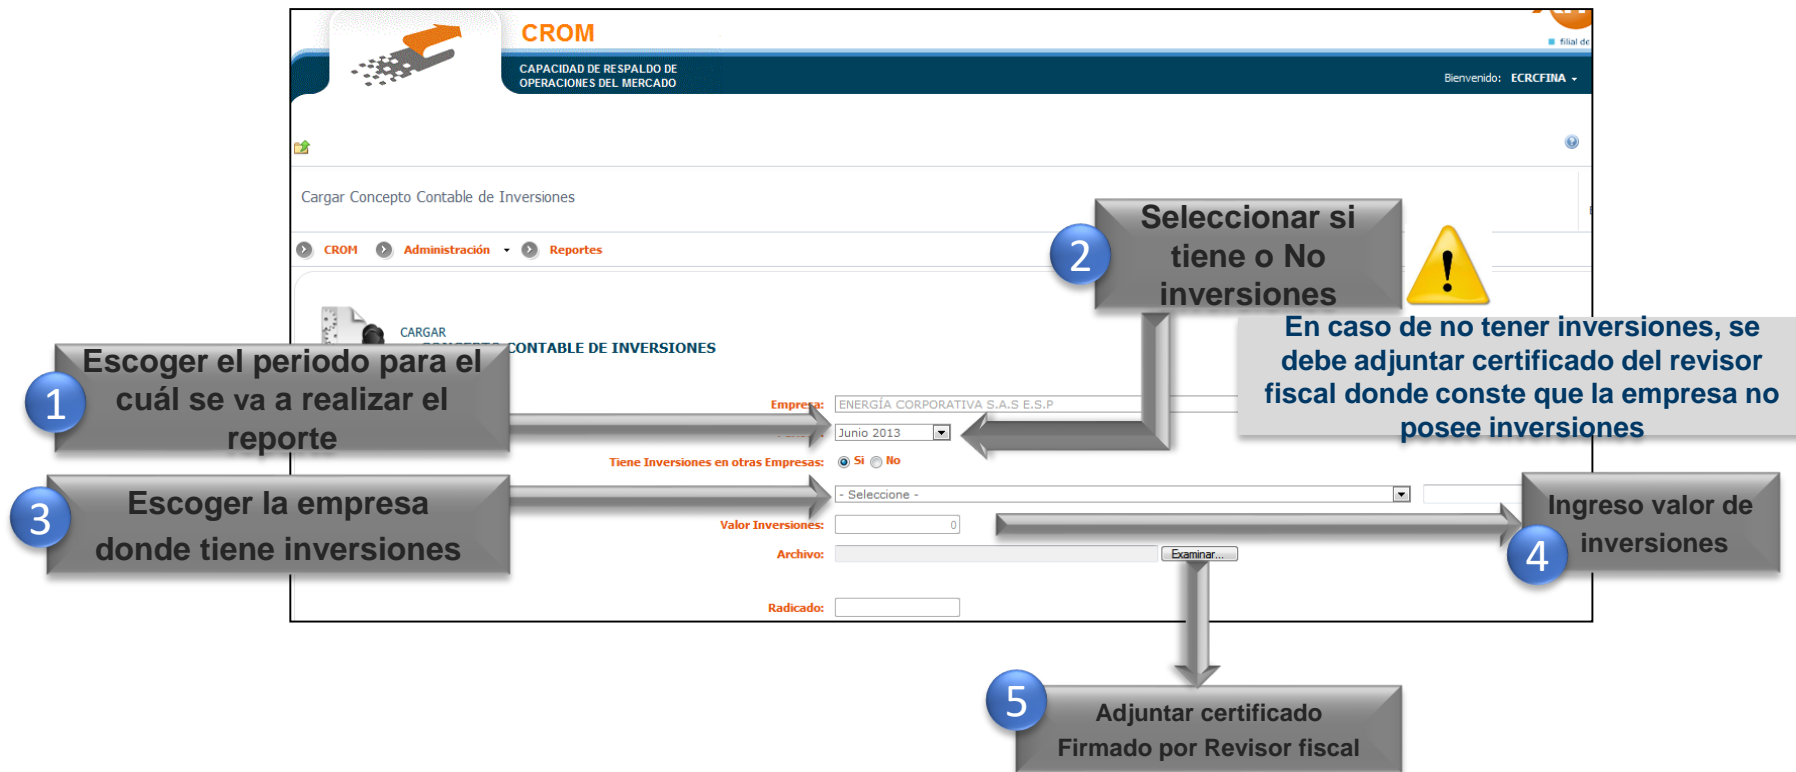 CROM
filial de
CAPACIDAD DE RESPALDO DE
OPERACIONES DEL MERCADO
Bienvenido: ECRCFINA
Cargar Concepto Contable de Inversiones
CROM Administración Reportes
2
Seleccionar si
tiene o No
inversiones
!
En caso de no tener inversiones, se
debe adjuntar certificado del revisor
fiscal donde conste que la empresa no
posee inversiones
CARGAR
CONTABLE DE INVERSIONES
1
Escoger el periodo para el
cuál se va a realizar el
reporte
Empresa: ENERGÍA CORPORATIVA S.A.S E.S.P
Junio 2013
Tiene Inversiones en otras Empresas: Si No
3
Escoger la empresa
donde tiene inversiones
- Seleccione -
Valor Inversiones: 0
4
Ingreso valor de
inversiones
Archivo: Examinar...
Radicado:
5
Adjuntar certificado
Firmado por Revisor fiscal